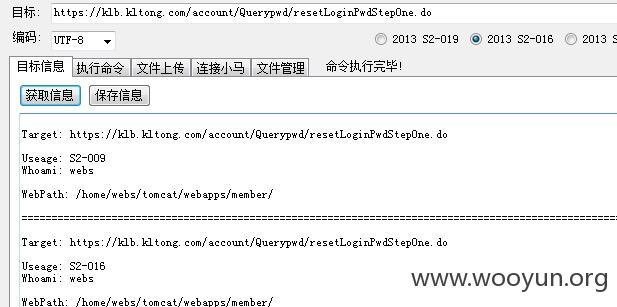 目标: https://klb.kltong.com/account/Querypwd/resetLoginPwdStepOne.do
编码: UTF-8 2013 S2-019 2013 S2-016 2013 S
目标信息 执行命令 文件上传 连接小马 文件管理 命令执行完毕!
获取信息 保存信息
Target: https://klb.kltong.com/account/Querypwd/resetLoginPwdStepOne.do
Useage: S2-009
Whoami: webs
WebPath: /home/webs/tomcat/webapps/member/
================================================================================
Target: https://klb.kltong.com/account/Querypwd/resetLoginPwdStepOne.do
Useage: S2-016
Whoami: webs
WebPath: /home/webs/tomcat/webapps/member/
www.wooyun.org